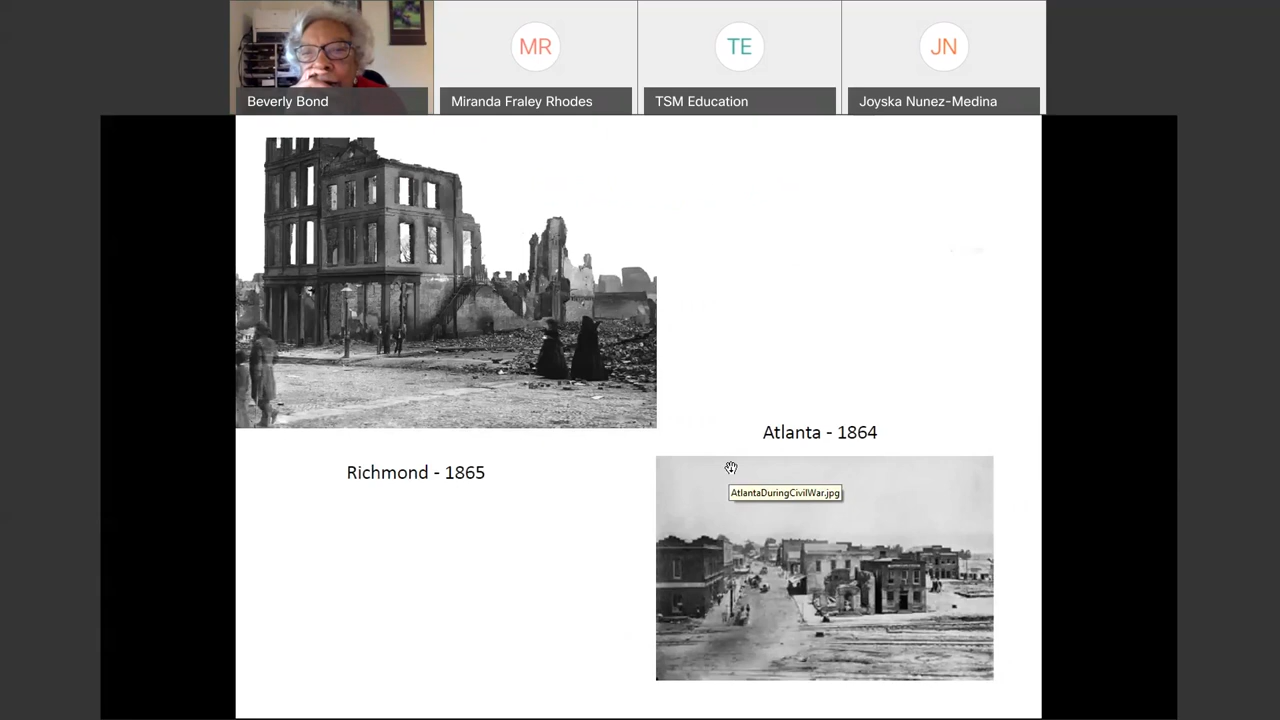 MR
TE
JN
Beverly Bond
Miranda Fraley Rhodes
TSM Education
Joyska Nunez-Medina
Atlanta - 1864
Richmond - 1865
AtlantaDuringCivilWar.jpg